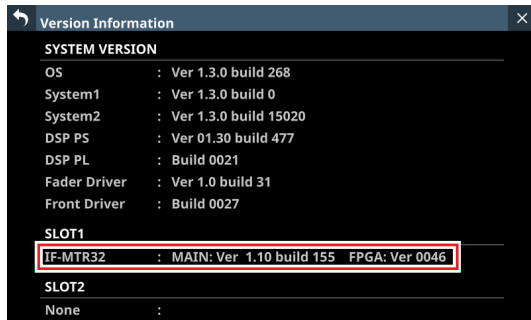 Version Information
SYSTEM VERSION
OS : Ver 1.3.0 build 268
System1 : Ver 1.3.0 build 0
System2 : Ver 1.3.0 build 15020
DSP PS : Ver 01.30 build 477
DSP PL : Build 0021
Fader Driver : Ver 1.0 build 31
Front Driver : Build 0027
SLOT1
IF-MTR32 : MAIN: Ver 1.10 build 155 FPGA: Ver 0046
SLOT2
None :